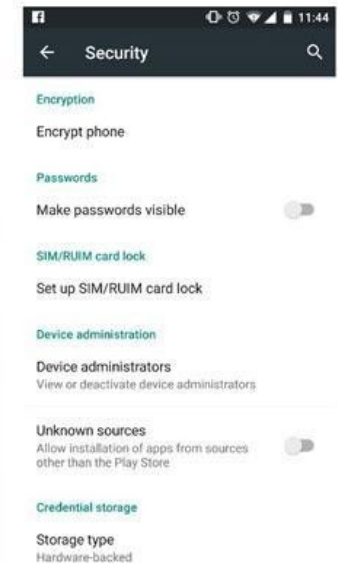 11:44
Security
Encryption
Encrypt phone
Passwords
Make passwords visible
SIM/RUIM card lock
Set up SIM/RUIM card lock
Device administration
Device administrators
View or deactivate device administrators
Unknown sources
Allow installation of apps from sources
other than the Play Store
Credential storage
Storage type
Hardware-backed